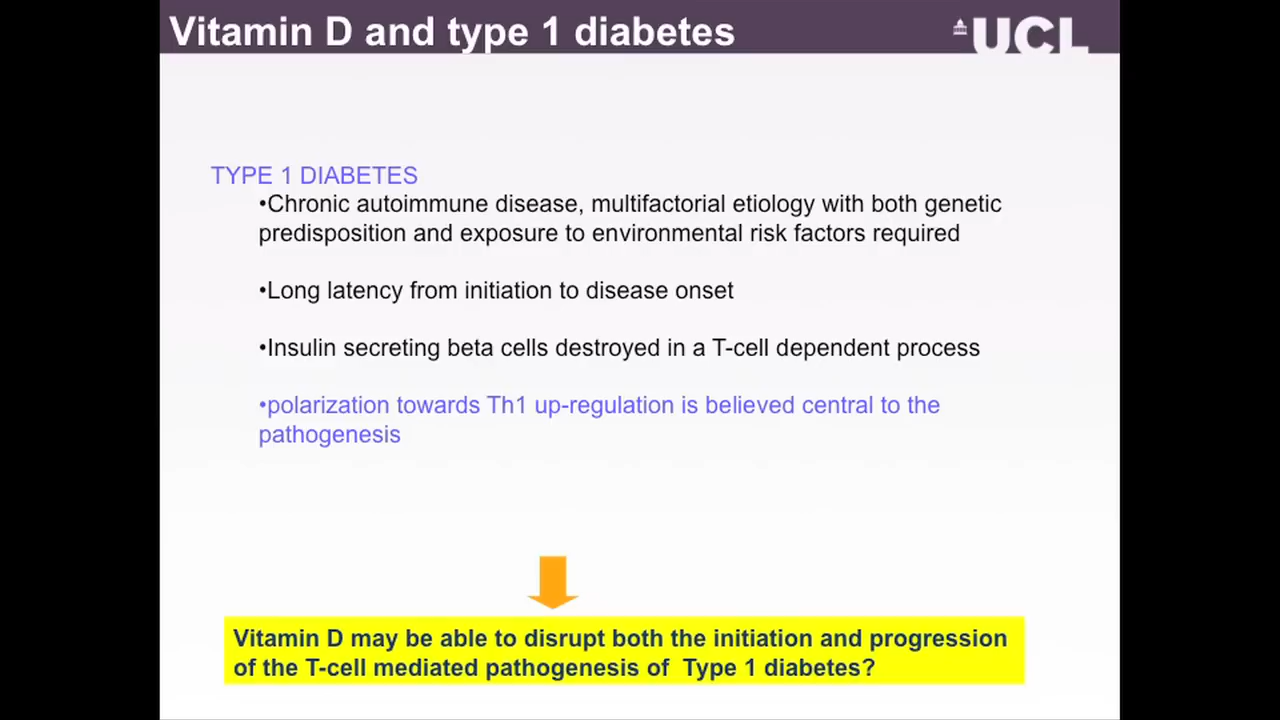 Vitamin D and type 1 diabetes
UCL
TYPE 1 DIABETES
•Chronic autoimmune disease, multifactorial etiology with both genetic
predisposition and exposure to environmental risk factors required
•Long latency from initiation to disease onset
•Insulin secreting beta cells destroyed in a T-cell dependent process
•polarization towards Th1 up-regulation is believed central to the
pathogenesis
Vitamin D may be able to disrupt both the initiation and progression
of the T-cell mediated pathogenesis of  Type 1 diabetes?